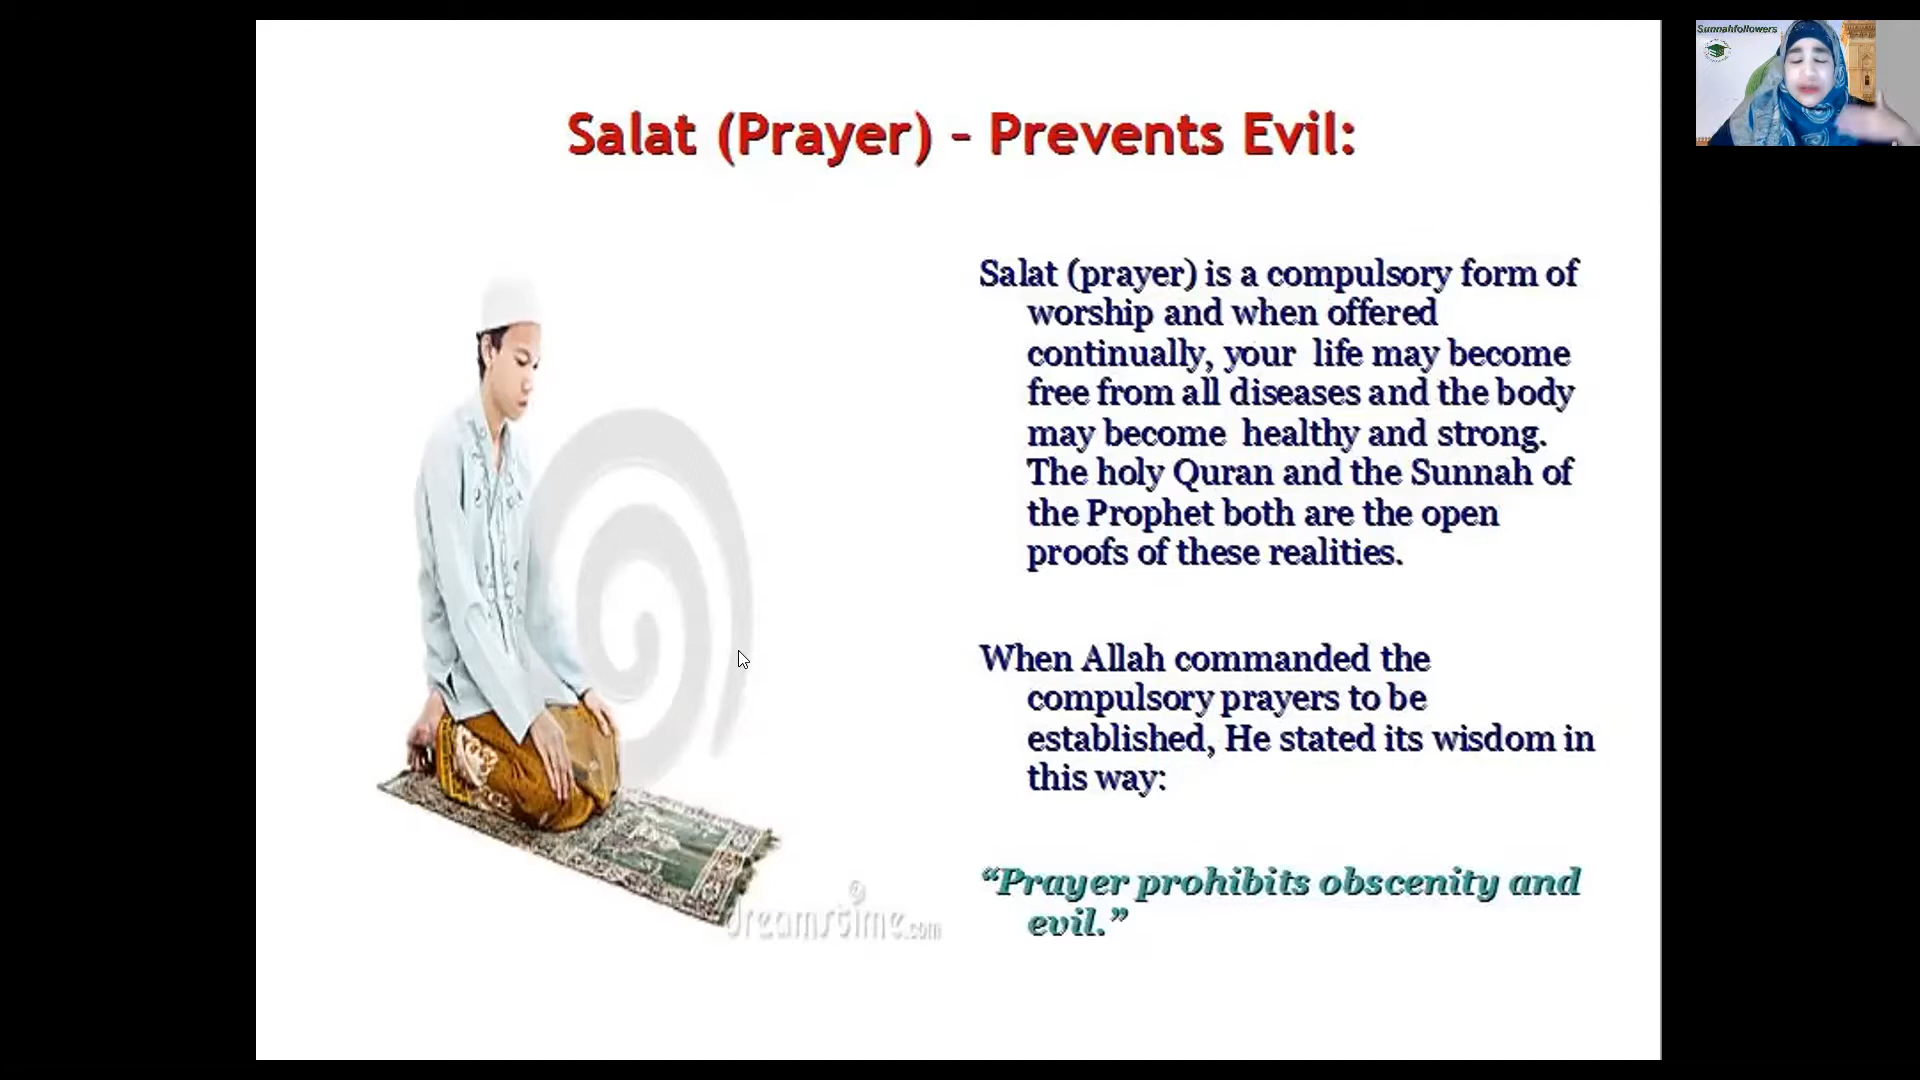 Sunnahfollowers
Salat (Prayer) – Prevents Evil:
Salat (prayer) is a compulsory form of
worship and when offered
continually, your life may become
free from all diseases and the body
may become healthy and strong.
The holy Quran and the Sunnah of
the Prophet both are the open
proofs of these realities.
When Allah commanded the
compulsory prayers to be
established, He stated its wisdom in
this way:
“Prayer prohibits obscenity and
evil.”
dreamstime.com